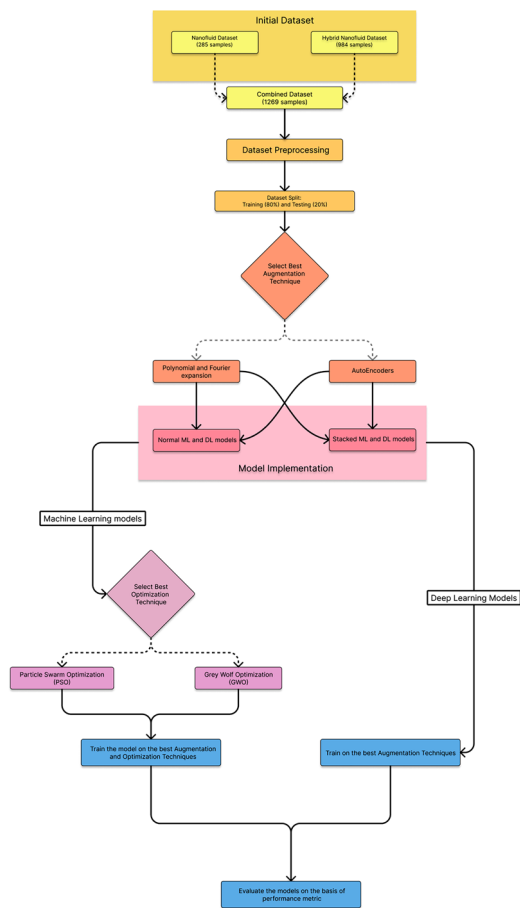 Initial Dataset
Nanofluid Dataset
(285 samples)
Hybrid Nanofluid Dataset
(984 samples)
Combined Dataset
(1269 samples)
Dataset Preprocessing
Dataset Split:
Training (80%) and Testing (20%)
Select Best
Augmentation
Technique
Polynomial and Fourier
expansion
AutoEncoders
Normal ML and DL models
Stacked ML and DL models
Model Implementation
Machine Learning models
Select Best
Optimization
Technique
Deep Learning Models
Particle Swarm Optimization
(PSO)
Grey Wolf Optimization
(GWO)
Train the model on the best Augmentation
and Optimization Techniques
Train on the best Augmentation Techniques
Evaluate the models on the basis of
performance metric